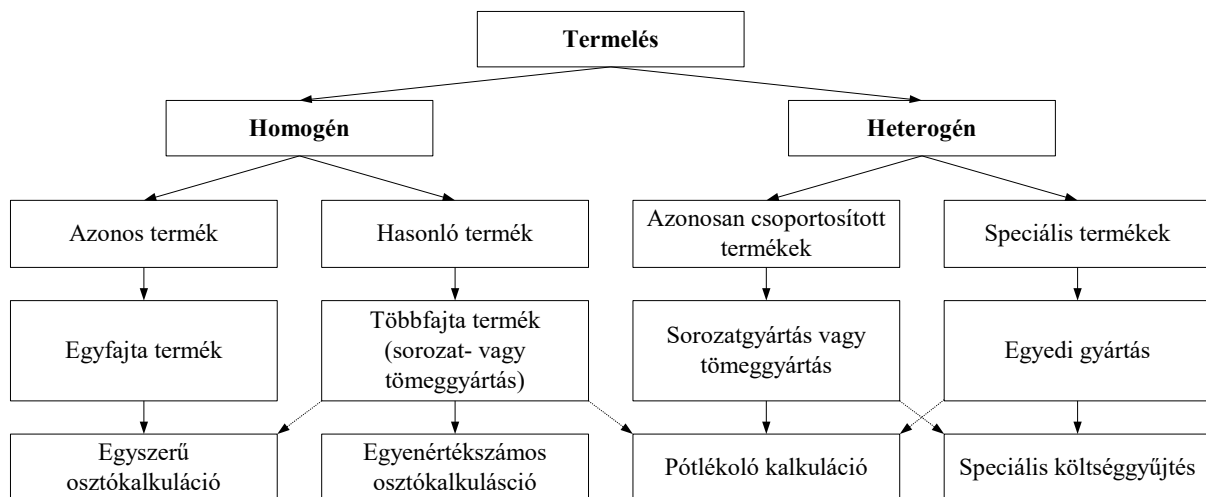 Termelés
Homogén
Heterogén
Azonos termék
Hasonló termék
Azonosan csoportosított
termékek
Speciális termékek
Egyfajta termék
Többfajta termék
(sorozat- vagy
tömeggyártás)
Sorozatgyártás vagy
tömeggyártás
Egyedi gyártás
Egyszerű
osztókalkuláció
Egyenértékszámos
osztókalkulásció
Pótlékoló kalkuláció
Speciális költséggyűjtés